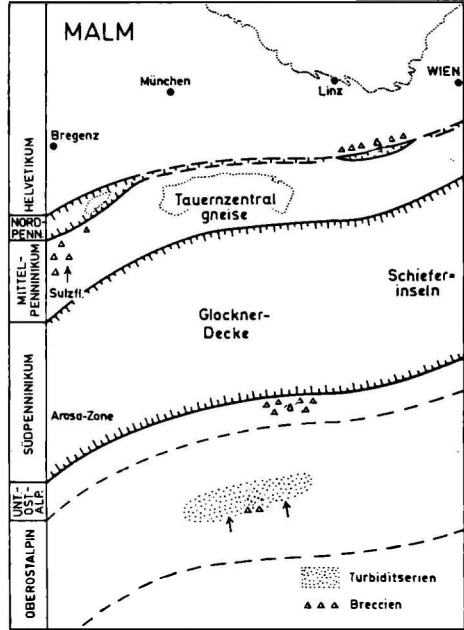 MALM
WIEN
Linz
München
Bregenz
HELVETIKUM
NORD-
PENN.
MITTEL-
PENNINIKUM
SÜDPENNINIKUM
UNT.-
OST-
ALP.
OBEROSTALPIN
Tauernzentral
gneise
Sulzfl.
Schiefer-
inseln
Glockner-
Decke
Arosa-Zone
Turbiditserien
Breccien